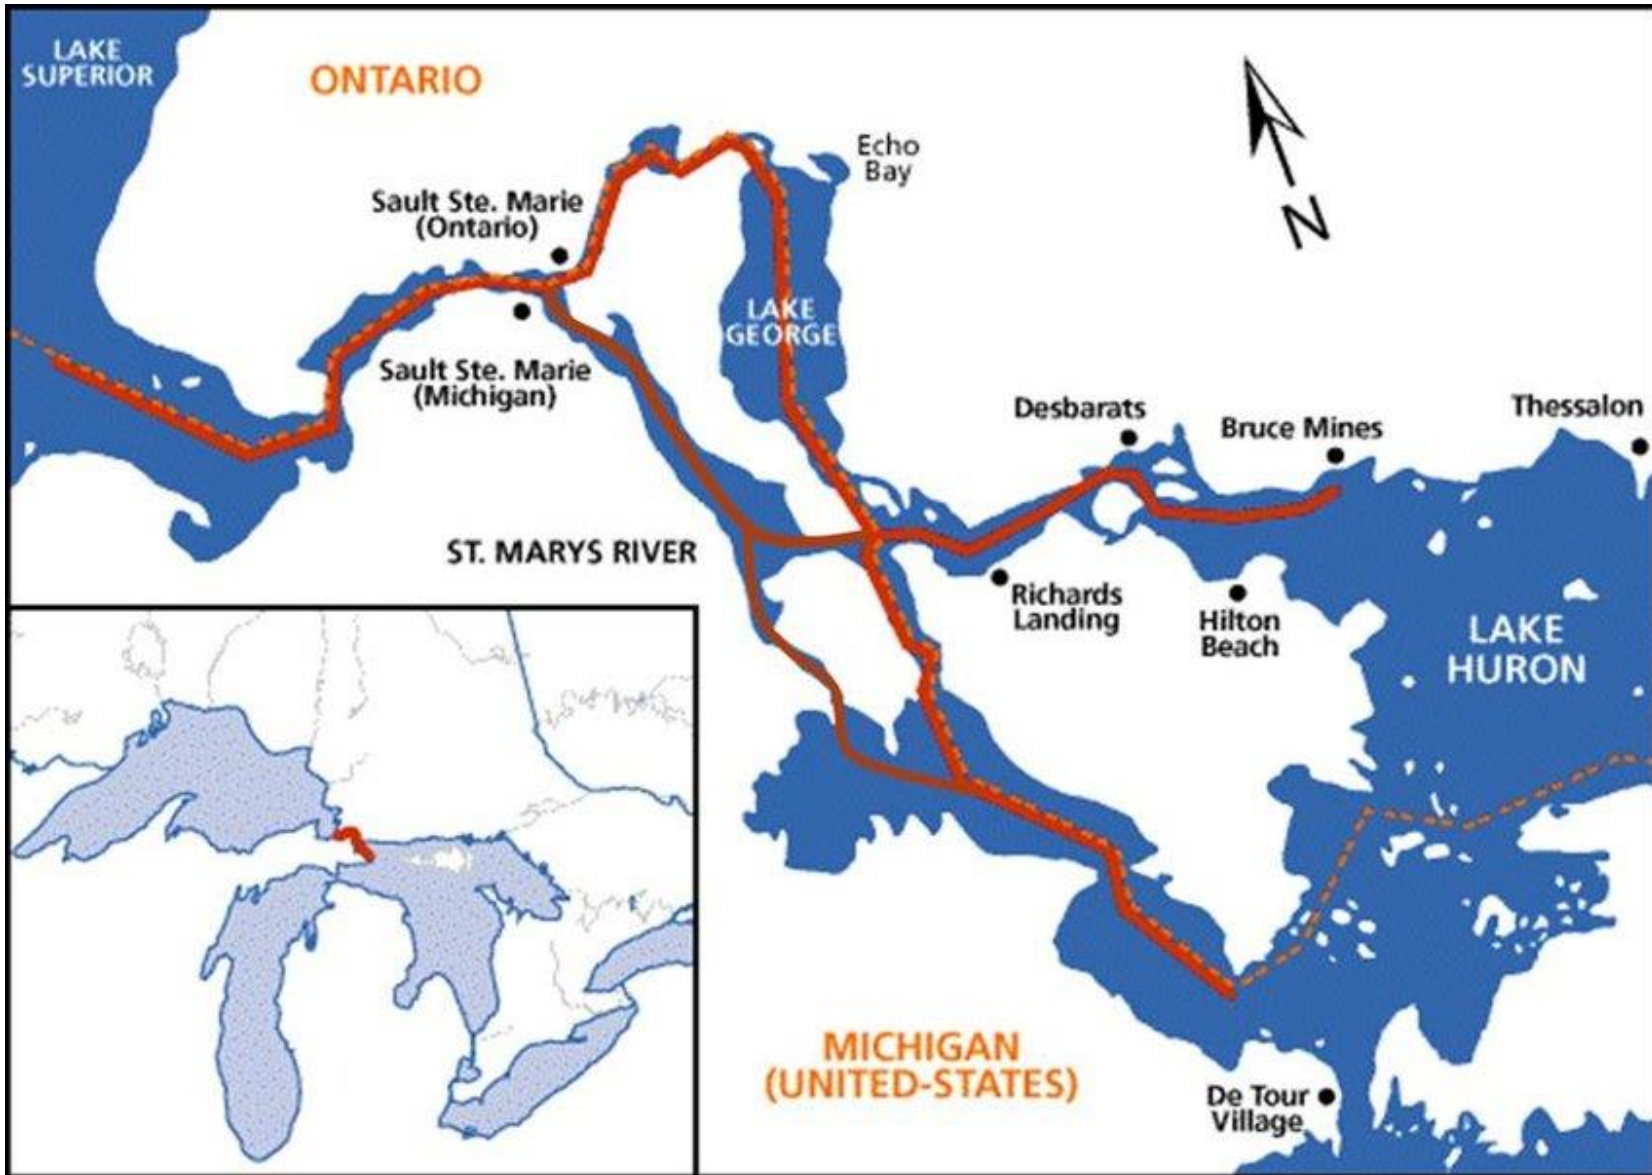 LAKE
SUPERIOR
ONTARIO
Echo
Bay
Sault Ste. Marie
(Ontario)
N
LAKE
GEORGE
Sault Ste. Marie
(Michigan)
Desbarats
Bruce Mines
Thessalon
ST. MARYS RIVER
Richards
Landing
Hilton
Beach
LAKE
HURON
MICHIGAN
(UNITED-STATES)
De Tour
Village